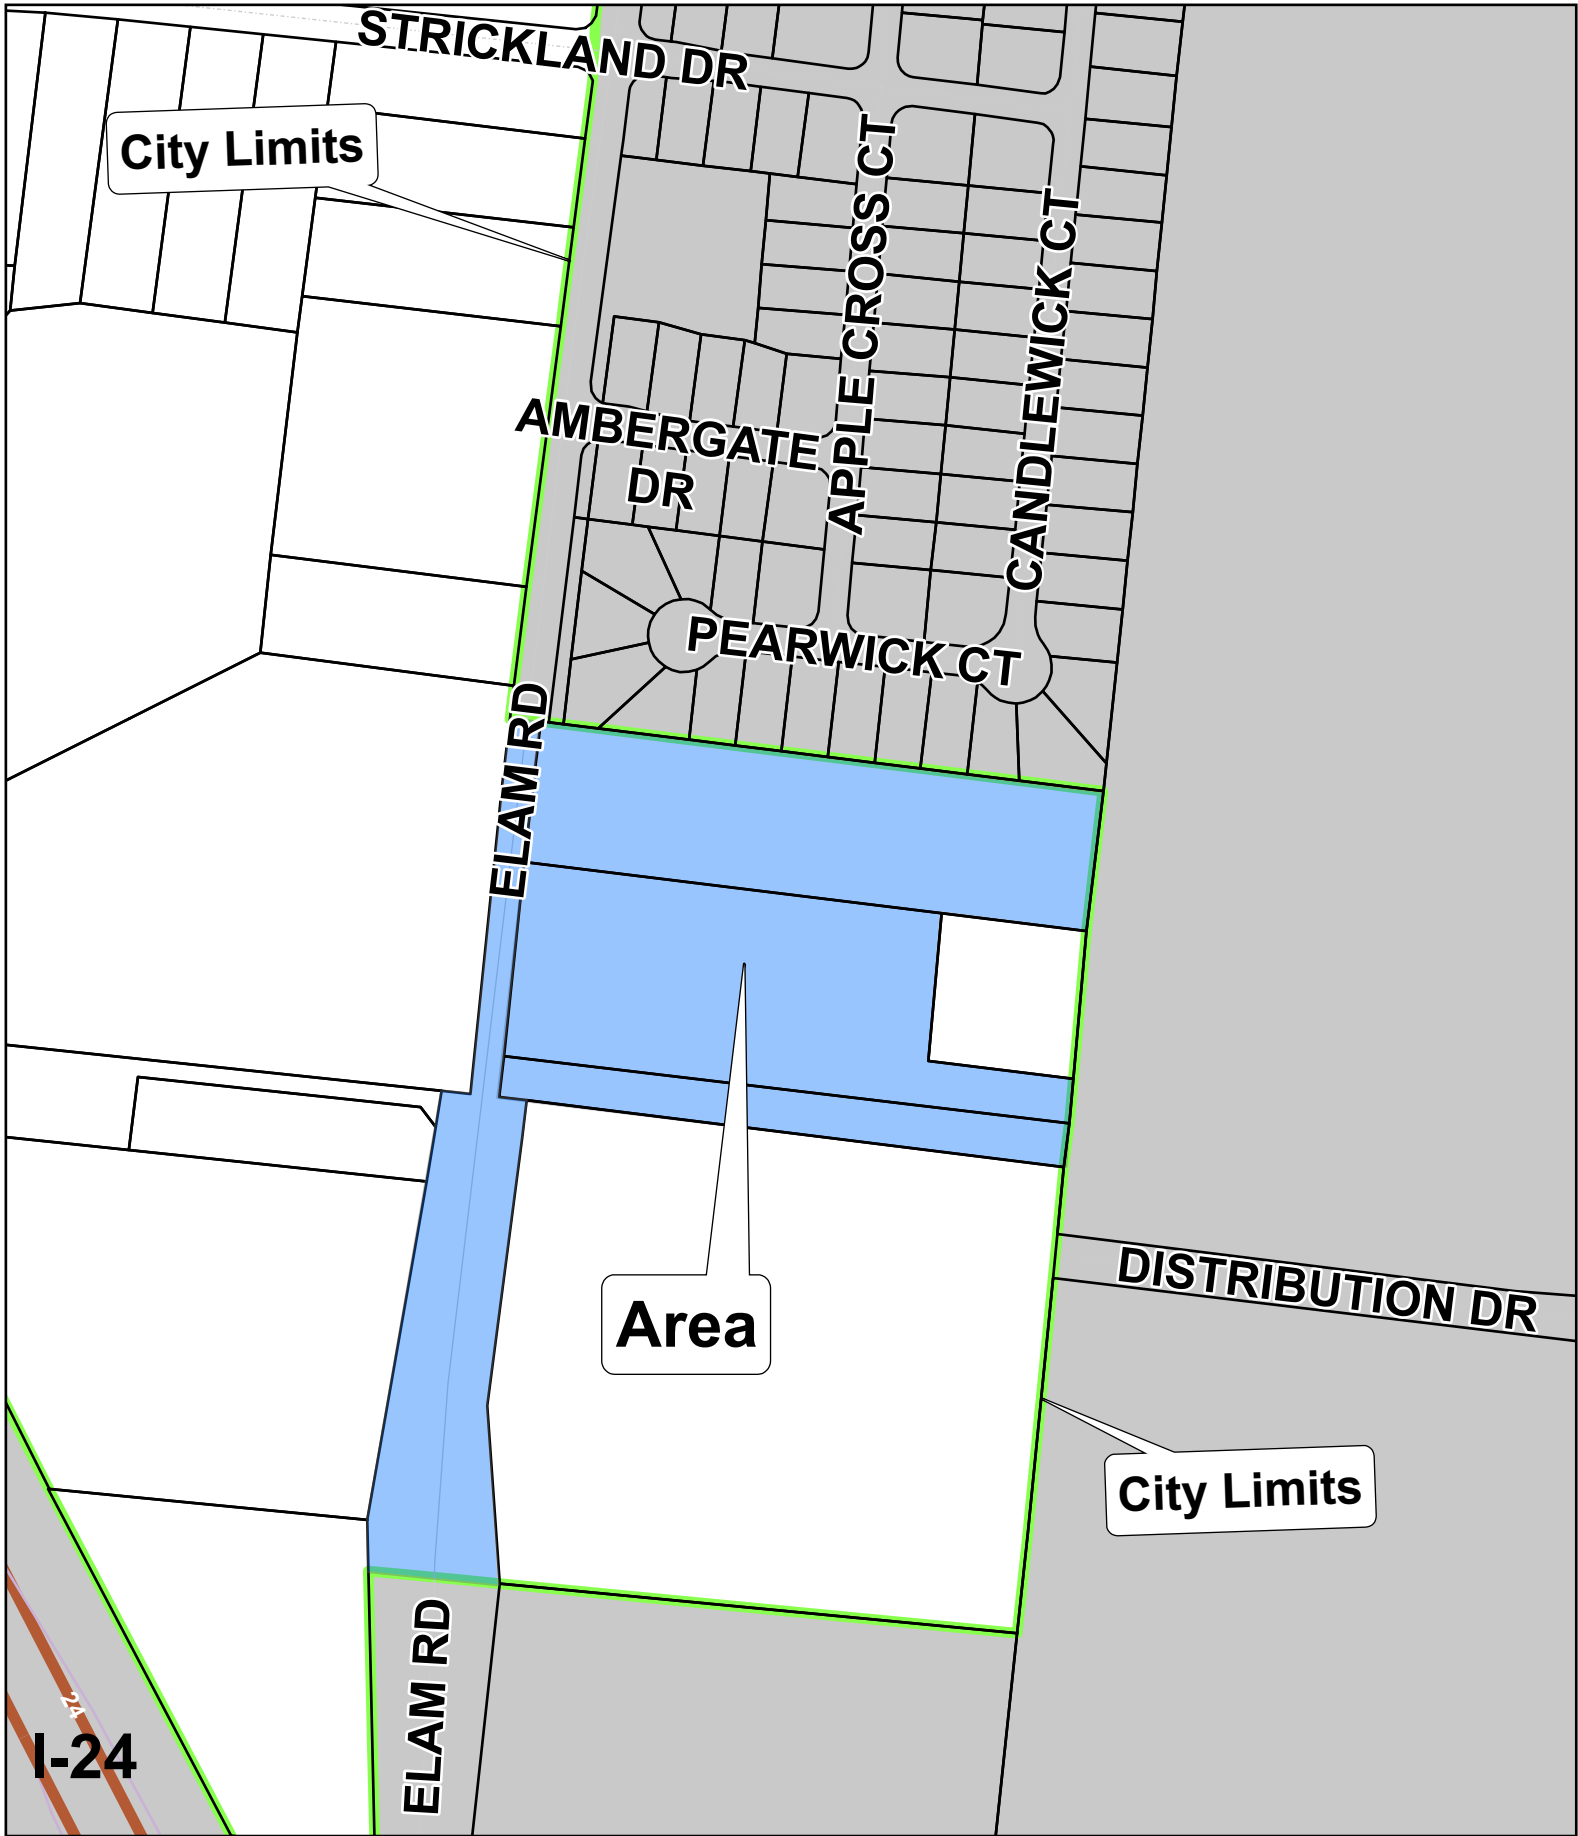 STRICKLAND DR
City Limits
APPLE CROSS CT
CANDLEWICK CT
AMBERGATE
DR
PEARWICK CT
ELAM RD
Area
DISTRIBUTION DR
City Limits
ELAM RD
24
I-24